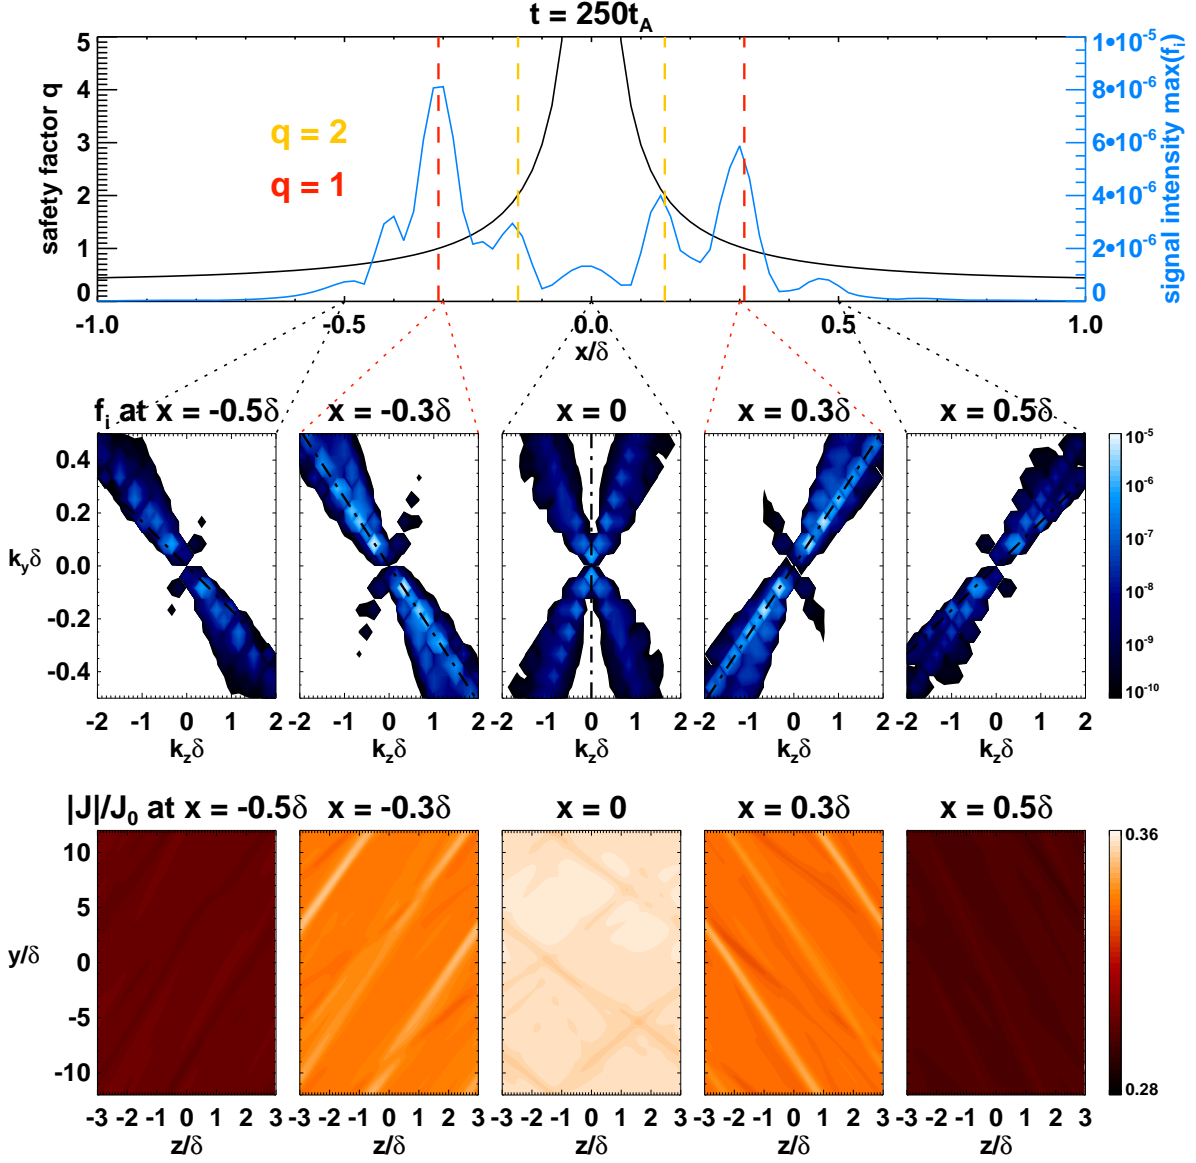 t = 250t_A
5
4
3
2
1
0
safety factor q
q = 2
q = 1
1•10^-5
8•10^-6
6•10^-6
4•10^-6
2•10^-6
0
signal intensity max(f_i)
-1.0 -0.5 0.0 0.5 1.0
x/δ
f_i at x = -0.5δ x = -0.3δ x = 0 x = 0.3δ x = 0.5δ
0.4
0.2
0.0
-0.2
-0.4
k_yδ
10^-5
10^-6
10^-7
10^-8
10^-9
10^-10
-2 -1 0 1 2 -2 -1 0 1 2 -2 -1 0 1 2 -2 -1 0 1 2 -2 -1 0 1 2
k_zδ k_zδ k_zδ k_zδ k_zδ
|J|/J_0 at x = -0.5δ x = -0.3δ x = 0 x = 0.3δ x = 0.5δ
10
5
0
-5
-10
y/δ
0.36
0.28
-3 -2 -1 0 1 2 3 -3 -2 -1 0 1 2 3 -3 -2 -1 0 1 2 3 -3 -2 -1 0 1 2 3 -3 -2 -1 0 1 2 3
z/δ z/δ z/δ z/δ z/δ